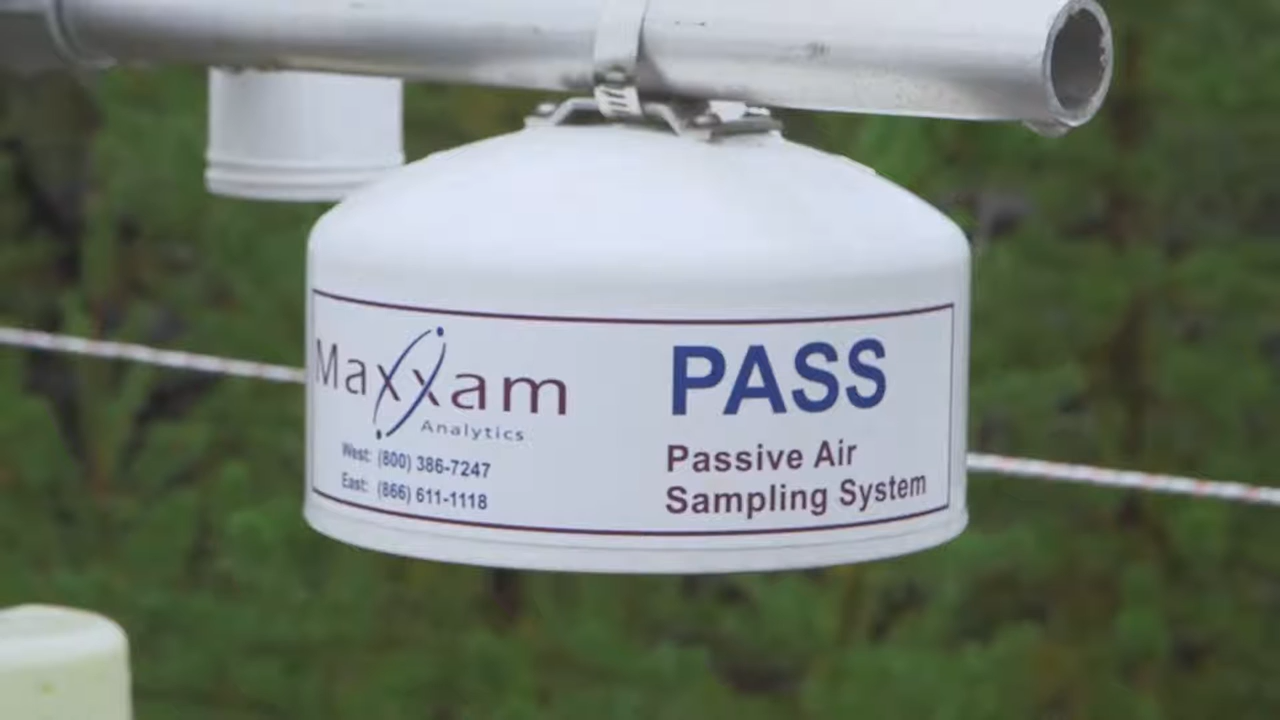 Maxxam
Analytics
West: (800) 386-7247
East: (866) 611-1118
PASS
Passive Air
Sampling System